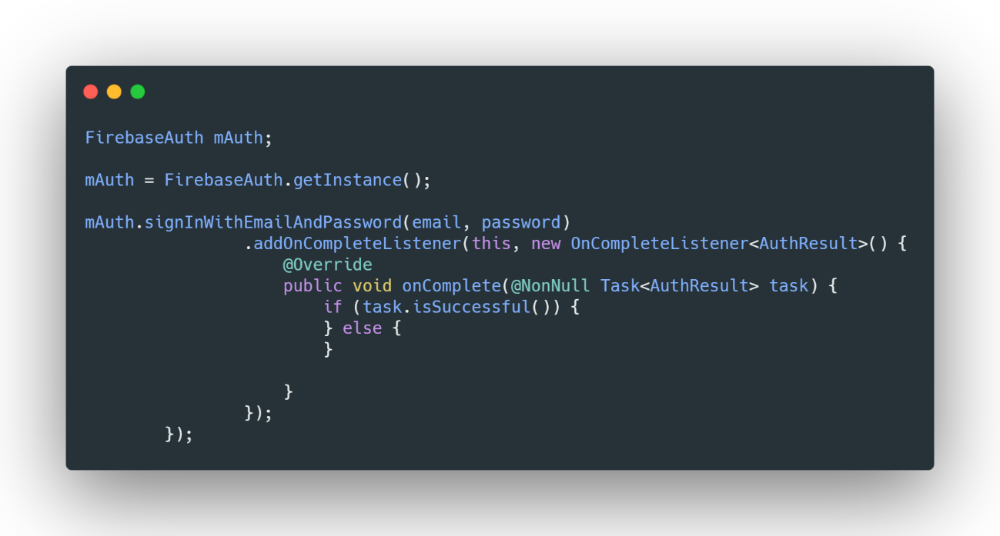 FirebaseAuth mAuth;
mAuth = FirebaseAuth.getInstance();
mAuth.signInWithEmailAndPassword(email, password)
.addOnCompleteListener(this, new OnCompleteListener<AuthResult>() {
@Override
public void onComplete(@NonNull Task<AuthResult> task) {
if (task.isSuccessful()) {
} else {
}
}
});
});